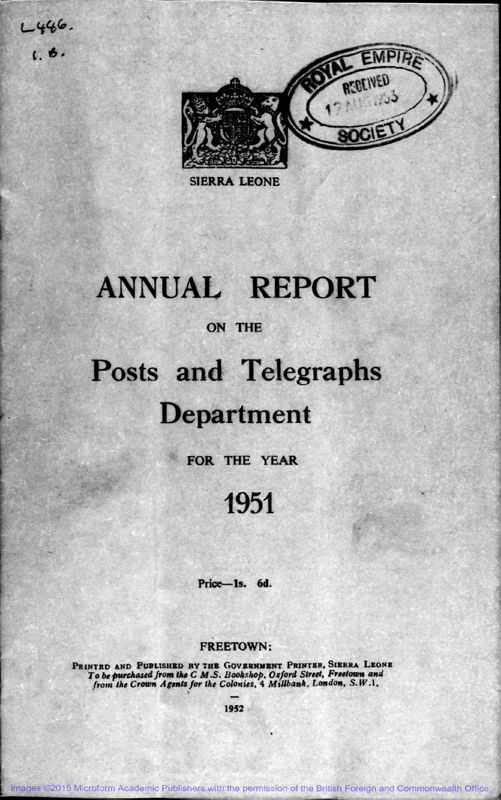 L446.
I. B.
ROYAL EMPIRE
RECEIVED
12 AUG 1953
SOCIETY
SIERRA LEONE
ANNUAL REPORT
ON THE
Posts and Telegraphs
Department
FOR THE YEAR
1951
Price—1s. 6d.
FREETOWN:
PRINTED AND PUBLISHED BY THE GOVERNMENT PRINTER, SIERRA LEONE
To be purchased from the C M.S. Bookshop, Oxford Street, Freetown and
from the Crown Agents for the Colonies, 4 Millbank, London, S.W.1.
1952
Images ©2015 Microform Academic Publishers with the permission of the British Foreign and Commonwealth Office